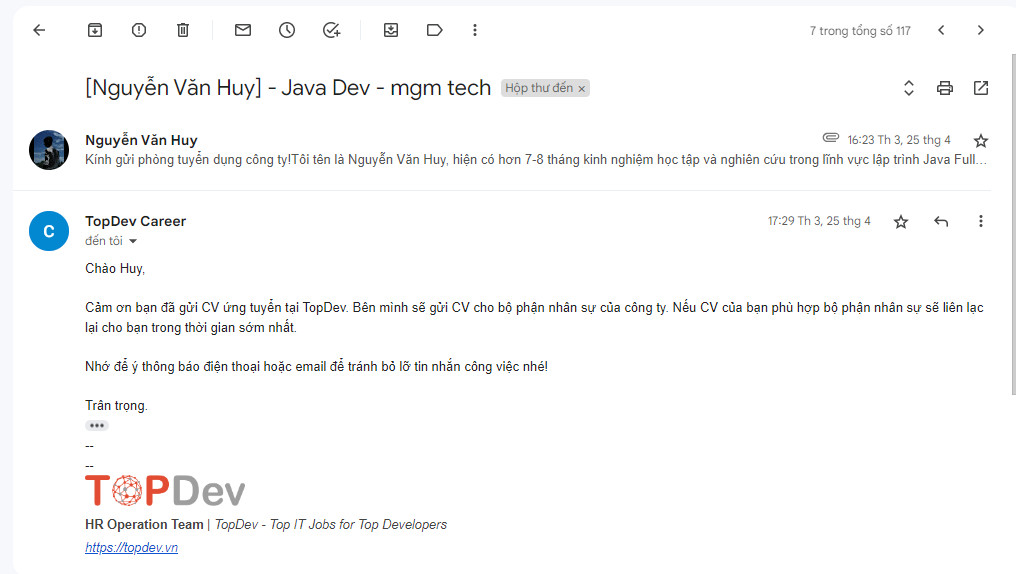 7 trong tổng số 117
[Nguyễn Văn Huy] - Java Dev - mgm tech Hộp thư đến ×
Nguyễn Văn Huy 16:23 Th 3, 25 thg 4
Kính gửi phòng tuyển dụng công ty!Tôi tên là Nguyễn Văn Huy, hiện có hơn 7-8 tháng kinh nghiệm học tập và nghiên cứu trong lĩnh vực lập trình Java Full...
C
TopDev Career 17:29 Th 3, 25 thg 4
đến tôi
Chào Huy,
Cảm ơn bạn đã gửi CV ứng tuyển tại TopDev. Bên mình sẽ gửi CV cho bộ phận nhân sự của công ty. Nếu CV của bạn phù hợp bộ phận nhân sự sẽ liên lạc
lại cho bạn trong thời gian sớm nhất.
Nhớ để ý thông báo điện thoại hoặc email để tránh bỏ lỡ tin nhắn công việc nhé!
Trân trọng.
•••
--
--
TOPDev
HR Operation Team | TopDev - Top IT Jobs for Top Developers
https://topdev.vn